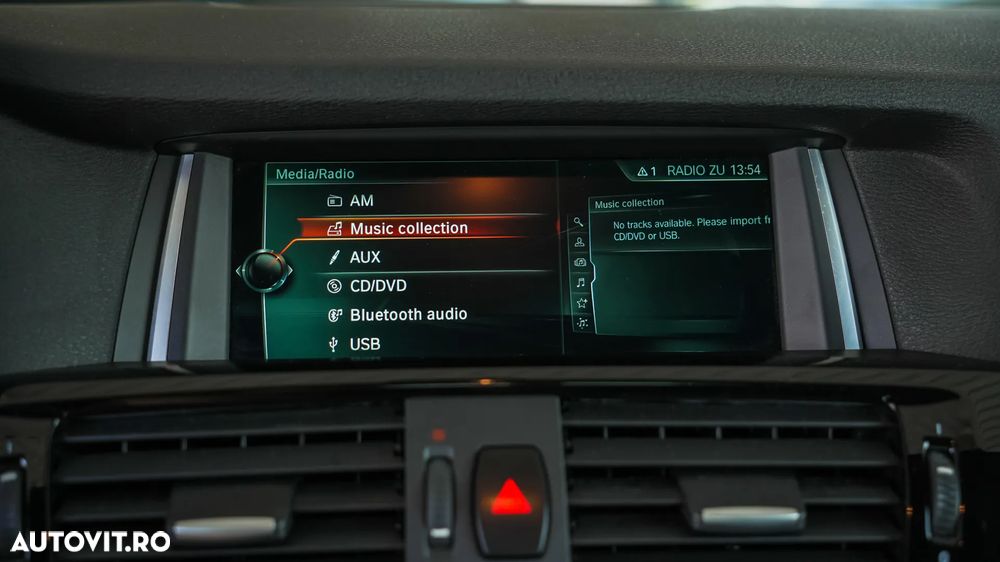 Media/Radio
1 RADIO ZU 13:54
AM
Music collection
AUX
CD/DVD
Bluetooth audio
USB
Music collection
No tracks available. Please import fr
CD/DVD or USB.
AUTOVIT.RO